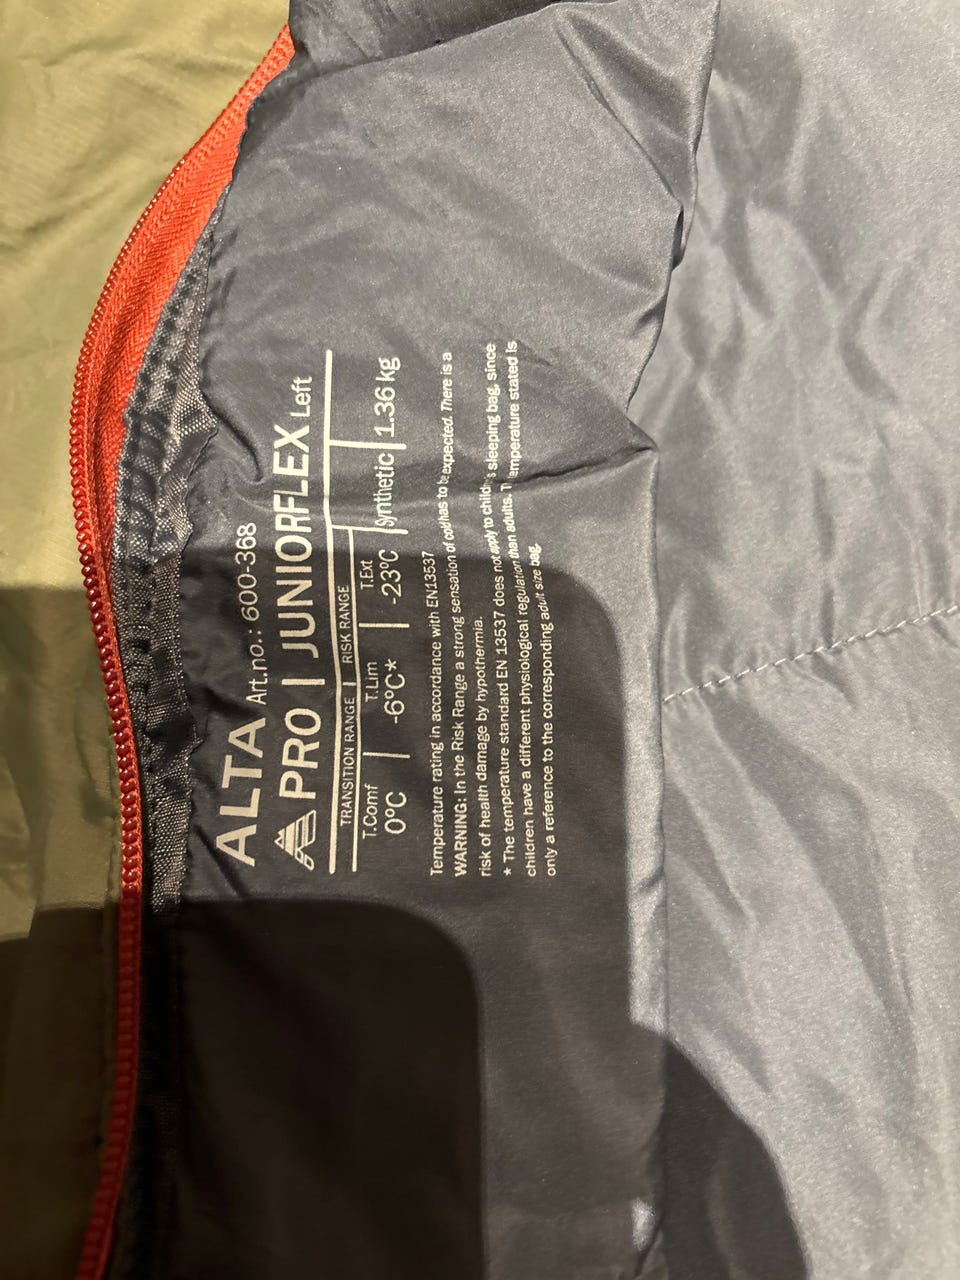 ALTA Art.no.: 600-368
PRO | JUNIORFLEX Left
TRANSITION RANGE | RISK RANGE
T.Comf T.Lim T.Ext
0°C | -6°C* | -23°C | Synthetic | 1.36 kg
Temperature rating in accordance with EN13537
WARNING: In the Risk Range a strong sensation of cold has to be expected. There is a
risk of health damage by hypothermia.
* The temperature standard EN 13537 does not apply to childrens sleeping bag, since
children have a different physiological regulation than adults. Temperature stated is
only a reference to the corresponding adult size bag.